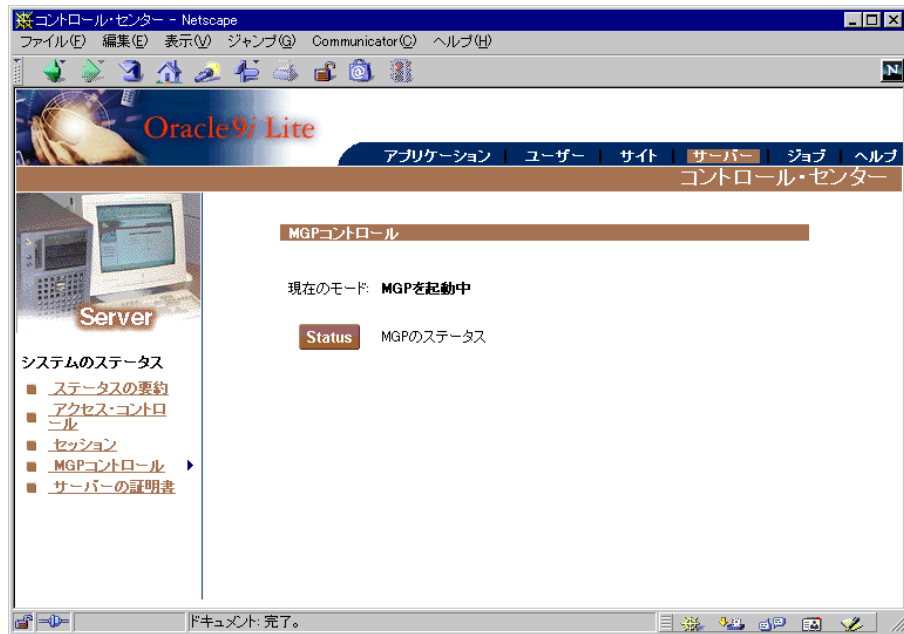 コントロール・センター - Netscape
ファイル(F) 編集(E) 表示(V) ジャンプ(G) Communicator(C) ヘルプ(H)
N
Oracle9i Lite
アプリケーション ユーザー サイト サーバー ジョブ ヘルプ
コントロール・センター
Server
システムのステータス
ステータスの要約
アクセス・コントロ
ール
セッション
MGPコントロール
サーバーの証明書
MGPコントロール
現在のモード: MGPを起動中
Status MGPのステータス
ドキュメント: 完了。